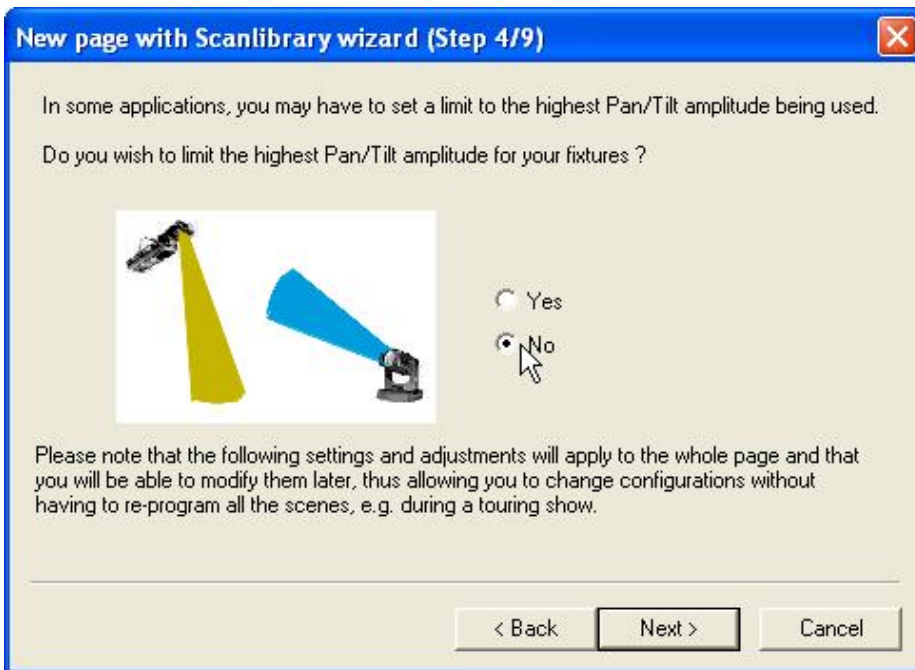 New page with Scanlibrary wizard (Step 4/9)
In some applications, you may have to set a limit to the highest Pan/Tilt amplitude being used.
Do you wish to limit the highest Pan/Tilt amplitude for your fixtures ?
Yes
No
Please note that the following settings and adjustments will apply to the whole page and that
you will be able to modify them later, thus allowing you to change configurations without
having to re-program all the scenes, e.g. during a touring show.
< Back
Next >
Cancel